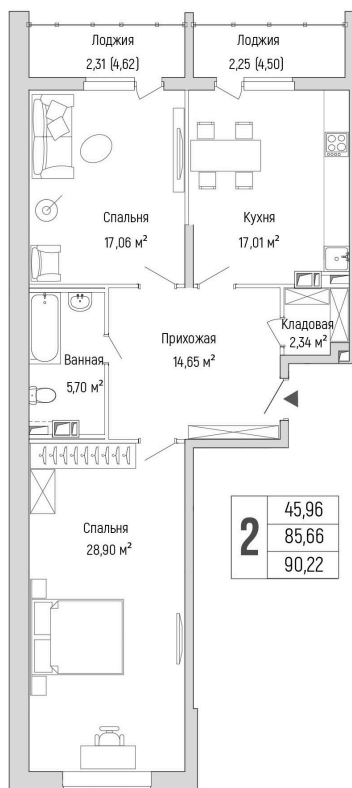 Лоджия
2,31 (4,62)
Лоджия
2,25 (4,50)
Спальня
17,06 м²
Кухня
17,01 м²
Кладовая
2,34 м²
Прихожая
14,65 м²
Ванная
5,70 м²
Спальня
28,90 м²
2
45,96
85,66
90,22